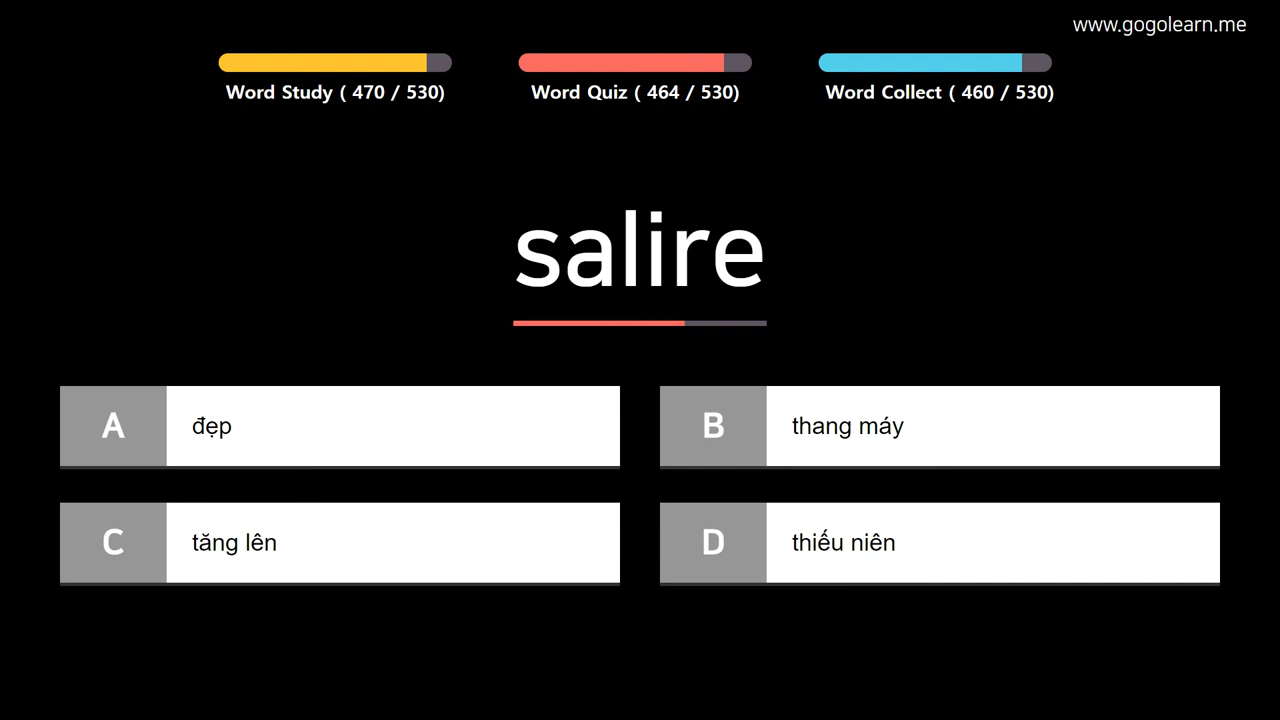 www.gogolearn.me
Word Study ( 470 / 530)
Word Quiz ( 464 / 530)
Word Collect ( 460 / 530)
salire
A đẹp
B thang máy
C tăng lên
D thiếu niên